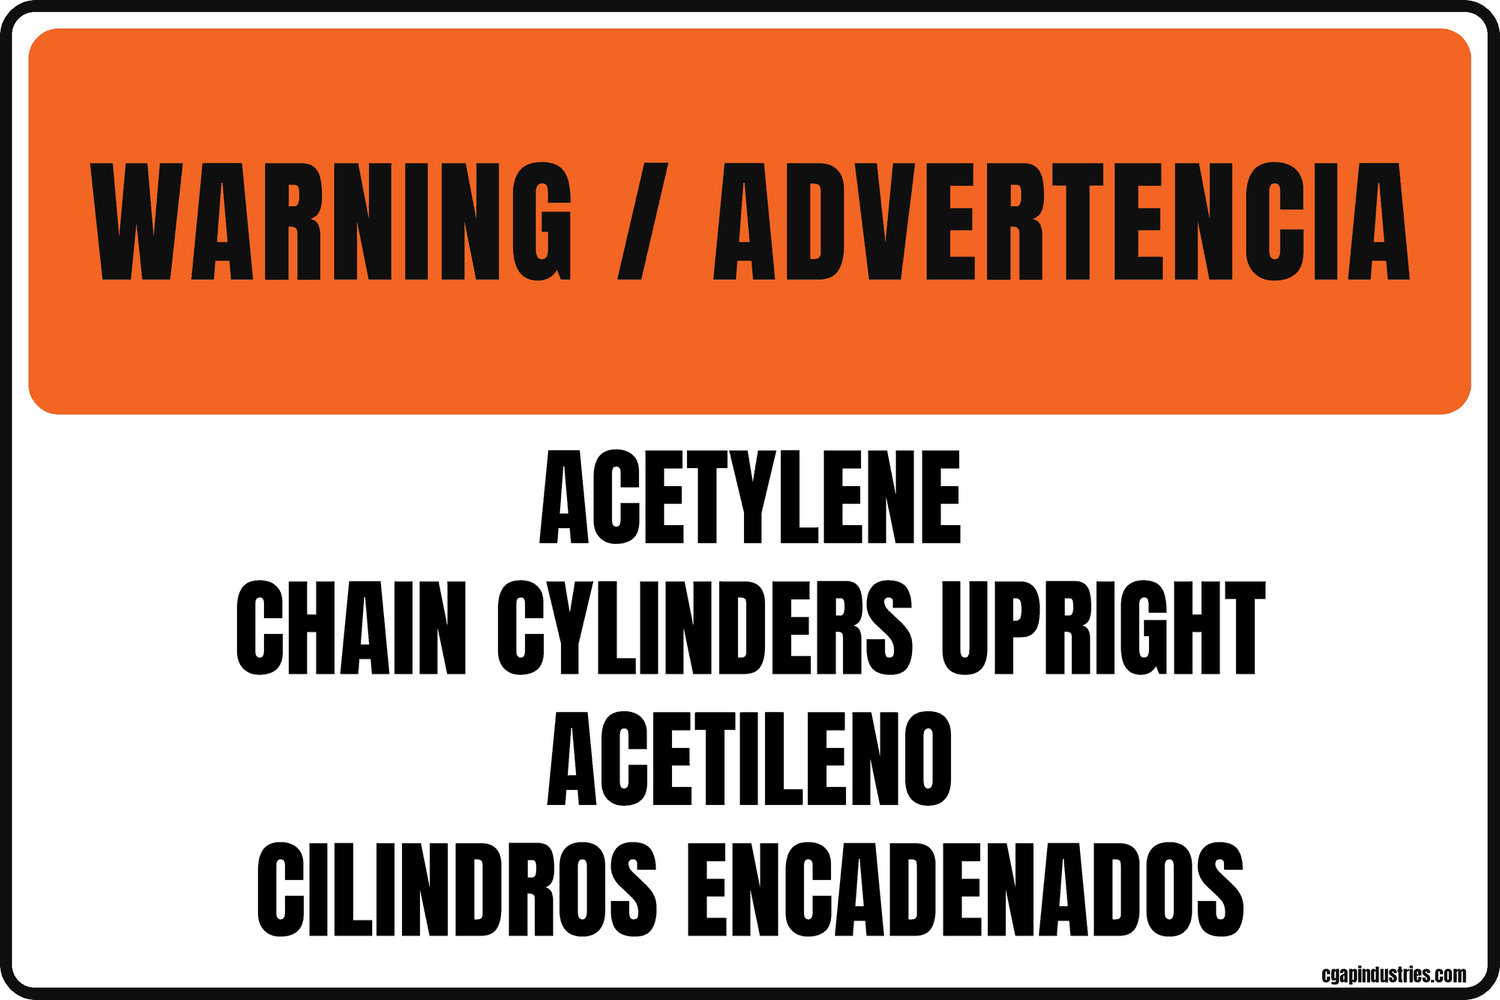 WARNING / ADVERTENCIA
ACETYLENE
CHAIN CYLINDERS UPRIGHT
ACETILENO
CILINDROS ENCADENADOS
cgapindustries.com